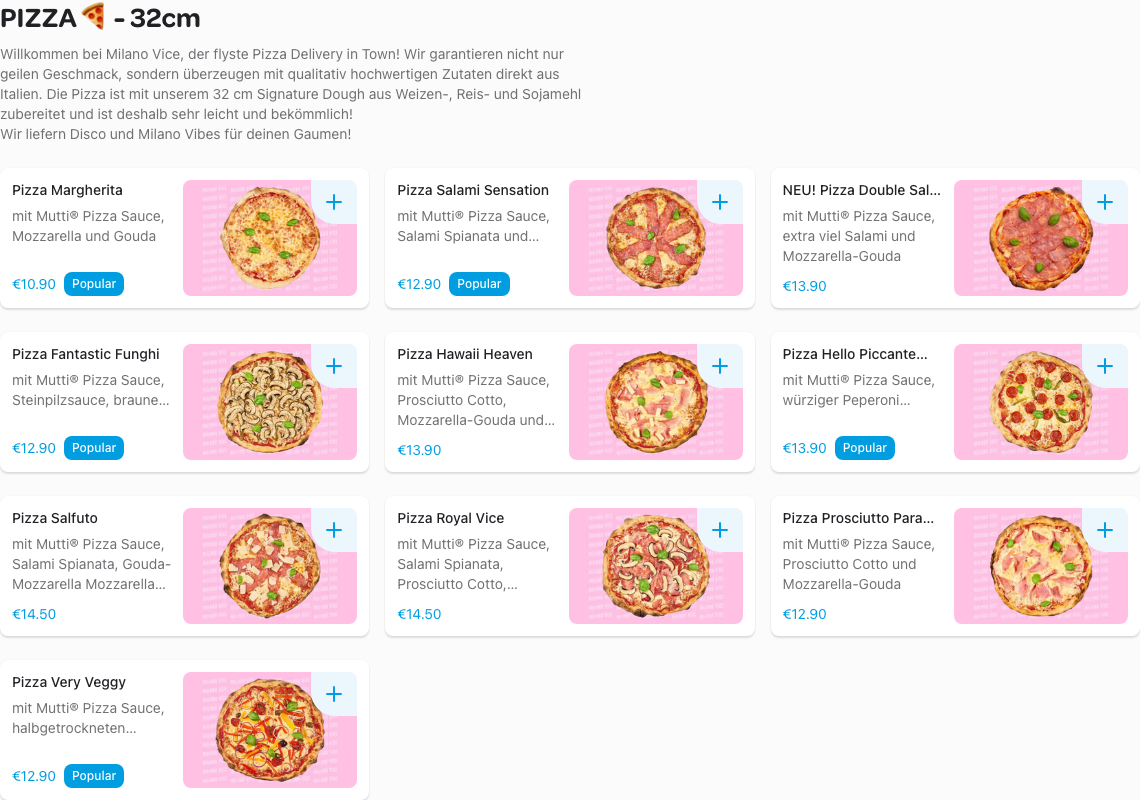 PIZZA🍕 - 32cm
Willkommen bei Milano Vice, der flyste Pizza Delivery in Town! Wir garantieren nicht nur
geilen Geschmack, sondern überzeugen mit qualitativ hochwertigen Zutaten direkt aus
Italien. Die Pizza ist mit unserem 32 cm Signature Dough aus Weizen-, Reis- und Sojamehl
zubereitet und ist deshalb sehr leicht und bekömmlich!
Wir liefern Disco und Milano Vibes für deinen Gaumen!
Pizza Margherita
mit Mutti® Pizza Sauce,
Mozzarella und Gouda
€10.90 Popular
Pizza Salami Sensation
mit Mutti® Pizza Sauce,
Salami Spianata und...
€12.90 Popular
NEU! Pizza Double Sal...
mit Mutti® Pizza Sauce,
extra viel Salami und
Mozzarella-Gouda
€13.90
Pizza Fantastic Funghi
mit Mutti® Pizza Sauce,
Steinpilzsauce, braune...
€12.90 Popular
Pizza Hawaii Heaven
mit Mutti® Pizza Sauce,
Prosciutto Cotto,
Mozzarella-Gouda und...
€13.90
Pizza Hello Piccante...
mit Mutti® Pizza Sauce,
würziger Peperoni...
€13.90 Popular
Pizza Salfuto
mit Mutti® Pizza Sauce,
Salami Spianata, Gouda-
Mozzarella Mozzarella...
€14.50
Pizza Royal Vice
mit Mutti® Pizza Sauce,
Salami Spianata,
Prosciutto Cotto,...
€14.50
Pizza Prosciutto Para...
mit Mutti® Pizza Sauce,
Prosciutto Cotto und
Mozzarella-Gouda
€12.90
Pizza Very Veggy
mit Mutti® Pizza Sauce,
halbgetrockneten...
€12.90 Popular